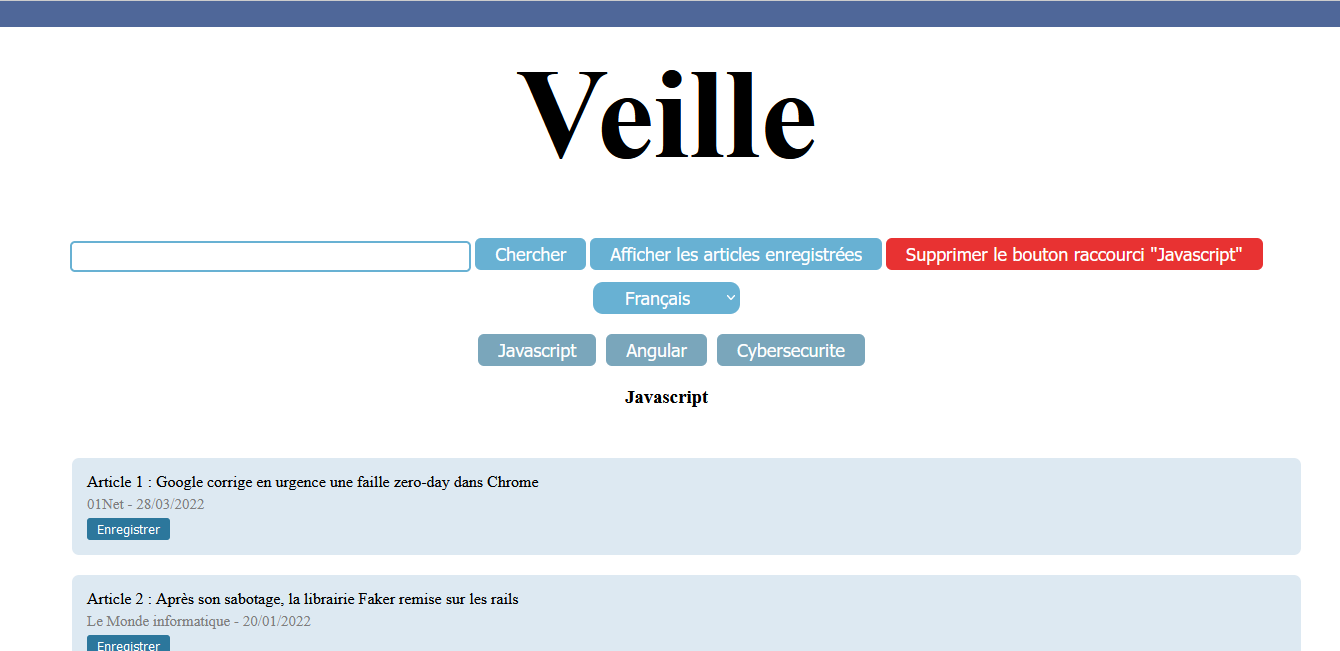 Veille
Chercher Afficher les articles enregistrées Supprimer le bouton raccourci "Javascript"
Français
Javascript Angular Cybersecurite
Javascript
Article 1 : Google corrige en urgence une faille zero-day dans Chrome
01Net - 28/03/2022
Enregistrer
Article 2 : Après son sabotage, la librairie Faker remise sur les rails
Le Monde informatique - 20/01/2022
Enregistrer